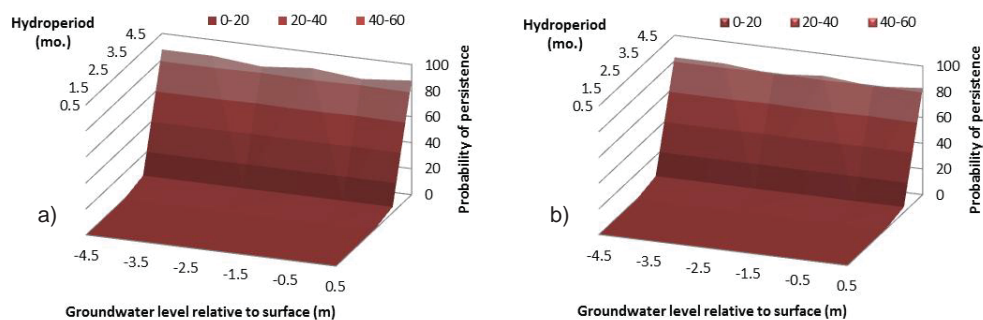 Hydroperiod
(mo.)
0-20 20-40 40-60
4.5
3.5
2.5
1.5
0.5
100
80
60
40
20
0
Probability of persistence
a)
-4.5
-3.5
-2.5
-1.5
-0.5
0.5
Groundwater level relative to surface (m)
Hydroperiod
(mo.)
0-20 20-40 40-60
4.5
3.5
2.5
1.5
0.5
100
80
60
40
20
0
Probability of persistence
b)
-4.5
-3.5
-2.5
-1.5
-0.5
0.5
Groundwater level relative to surface (m)